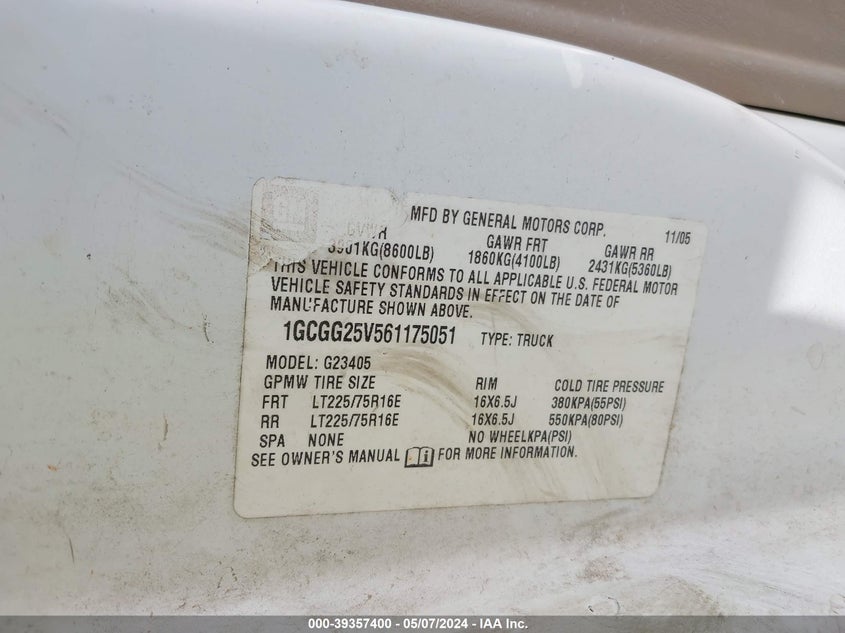 GM
MFD BY GENERAL MOTORS CORP. 11/05
GVWR GAWR FRT GAWR RR
3901KG(8600LB) 1860KG(4100LB) 2431KG(5360LB)
THIS VEHICLE CONFORMS TO ALL APPLICABLE U.S. FEDERAL MOTOR
VEHICLE SAFETY STANDARDS IN EFFECT ON THE DATE OF
MANUFACTURE SHOWN ABOVE.
1GCGG25V561175051 TYPE: TRUCK
MODEL: G23405
GPMW TIRE SIZE RIM COLD TIRE PRESSURE
FRT LT225/75R16E 16X6.5J 380KPA(55PSI)
RR LT225/75R16E 16X6.5J 550KPA(80PSI)
SPA NONE NO WHEELKPA(PSI)
SEE OWNER'S MANUAL FOR MORE INFORMATION.
000-39357400 - 05/07/2024 - IAA Inc.